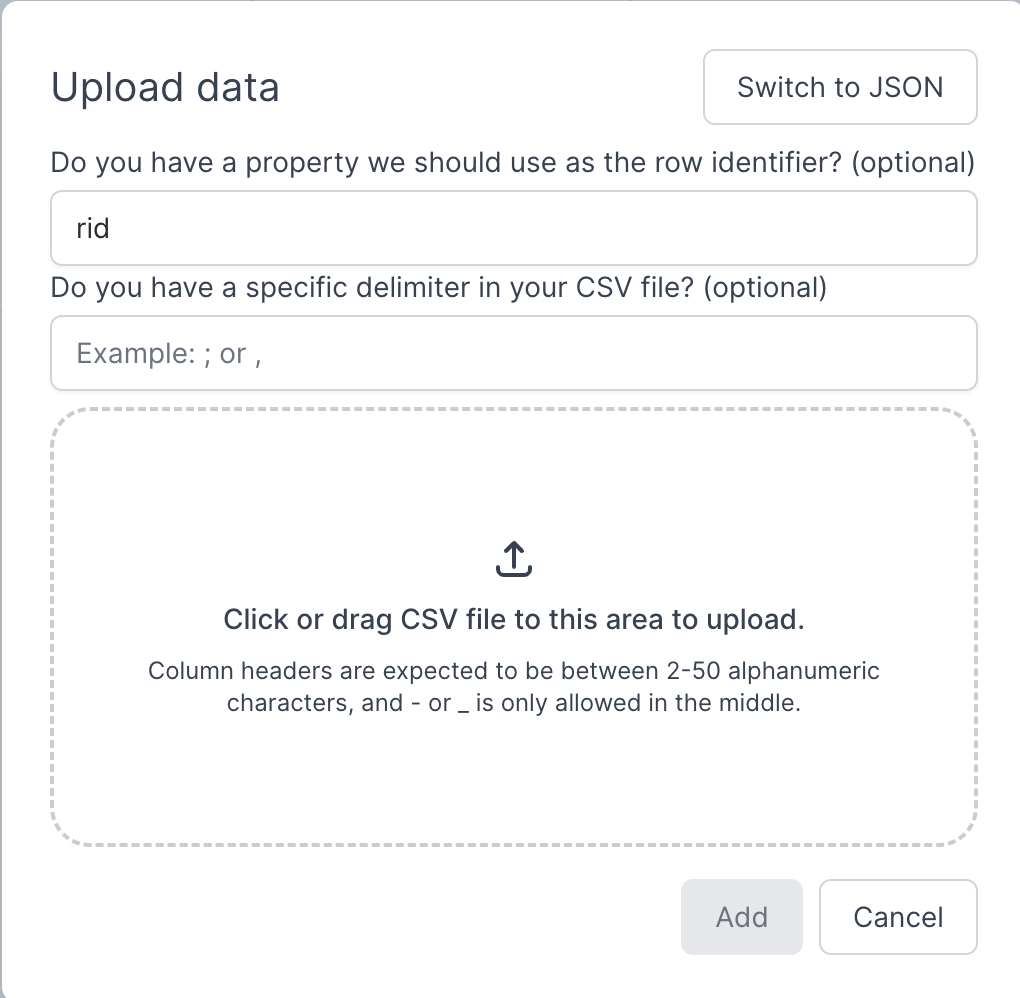 Upload data
Switch to JSON
Do you have a property we should use as the row identifier? (optional)
rid
Do you have a specific delimiter in your CSV file? (optional)
Example: ; or ,
Click or drag CSV file to this area to upload.
Column headers are expected to be between 2-50 alphanumeric
characters, and - or _ is only allowed in the middle.
Add
Cancel